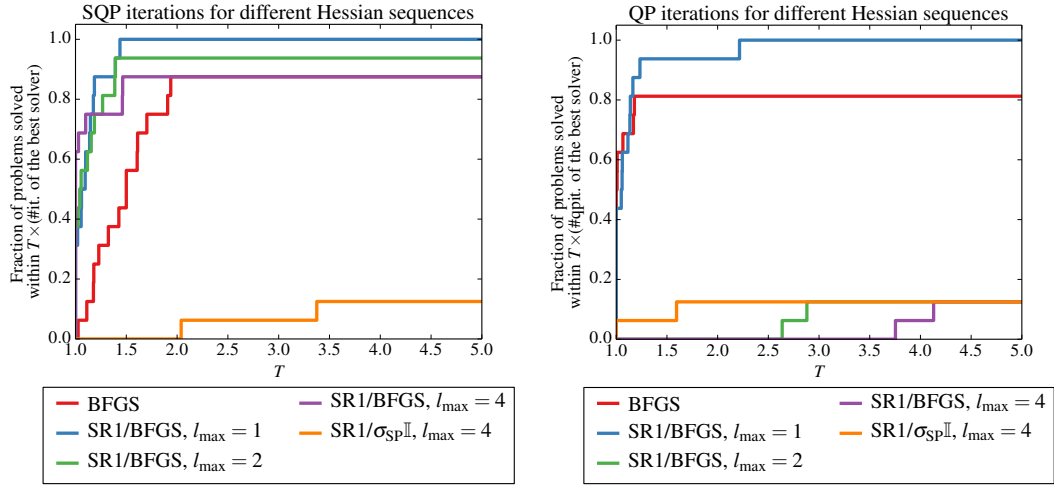 SQP iterations for different Hessian sequences
Fraction of problems solved
within T×(#it. of the best solver)
1.0
0.8
0.6
0.4
0.2
0.0
1.0 1.5 2.0 2.5 3.0 3.5 4.0 4.5 5.0
T
BFGS
SR1/BFGS, l_max = 1
SR1/BFGS, l_max = 2
SR1/BFGS, l_max = 4
SR1/σ_SP𝕀, l_max = 4
QP iterations for different Hessian sequences
Fraction of problems solved
within T×(#qpit. of the best solver)
1.0
0.8
0.6
0.4
0.2
0.0
1.0 1.5 2.0 2.5 3.0 3.5 4.0 4.5 5.0
T
BFGS
SR1/BFGS, l_max = 1
SR1/BFGS, l_max = 2
SR1/BFGS, l_max = 4
SR1/σ_SP𝕀, l_max = 4